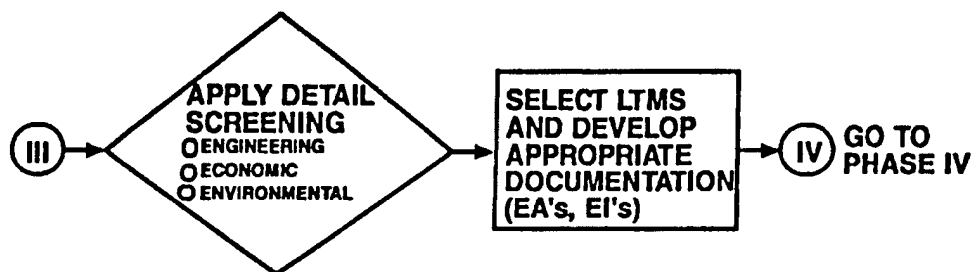 III
APPLY DETAIL
SCREENING
O ENGINEERING
O ECONOMIC
O ENVIRONMENTAL
SELECT LTMS
AND DEVELOP
APPROPRIATE
DOCUMENTATION
(EA's, EI's)
IV
GO TO
PHASE IV